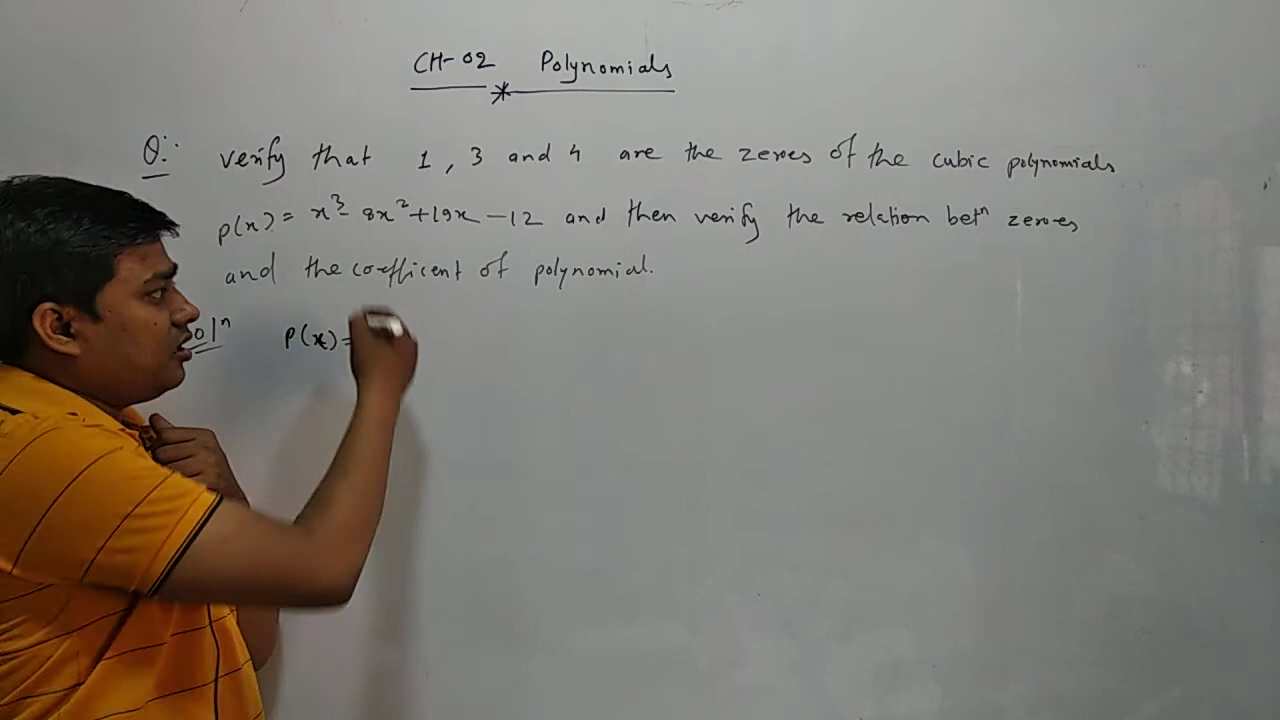 CH-02 Polynomials
Q:. verify that 1, 3 and 4 are the zeroes of the cubic polynomials
p(x) = x³- 8x²+19x -12 and then verify the relation betⁿ zeroes
and the coefficent of polynomial.
olⁿ P(x)=